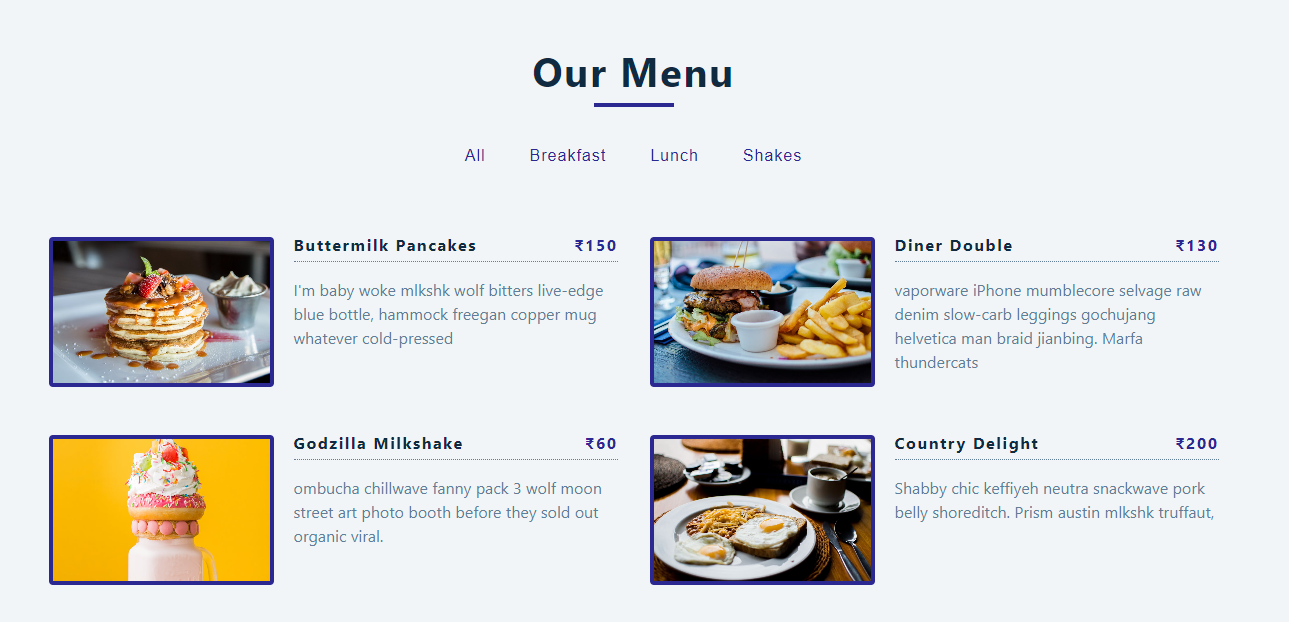 Our Menu
All Breakfast Lunch Shakes
Buttermilk Pancakes ₹150
I'm baby woke mlkshk wolf bitters live-edge
blue bottle, hammock freegan copper mug
whatever cold-pressed
Diner Double ₹130
vaporware iPhone mumblecore selvage raw
denim slow-carb leggings gochujang
helvetica man braid jianbing. Marfa
thundercats
Godzilla Milkshake ₹60
ombucha chillwave fanny pack 3 wolf moon
street art photo booth before they sold out
organic viral.
Country Delight ₹200
Shabby chic keffiyeh neutra snackwave pork
belly shoreditch. Prism austin mlkshk truffaut,